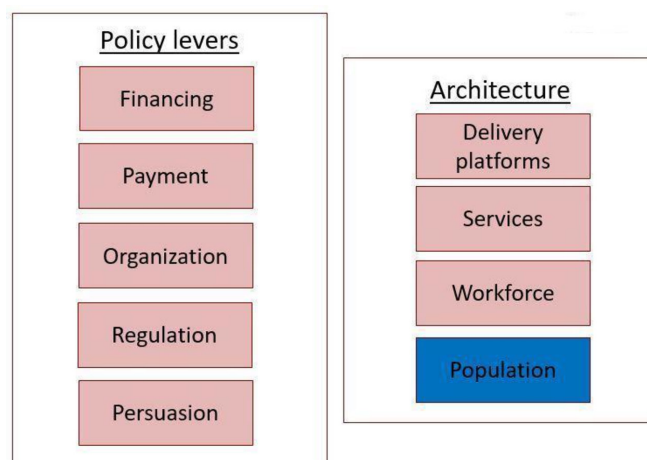 Policy levers
Financing
Payment
Organization
Regulation
Persuasion
Architecture
Delivery
platforms
Services
Workforce
Population